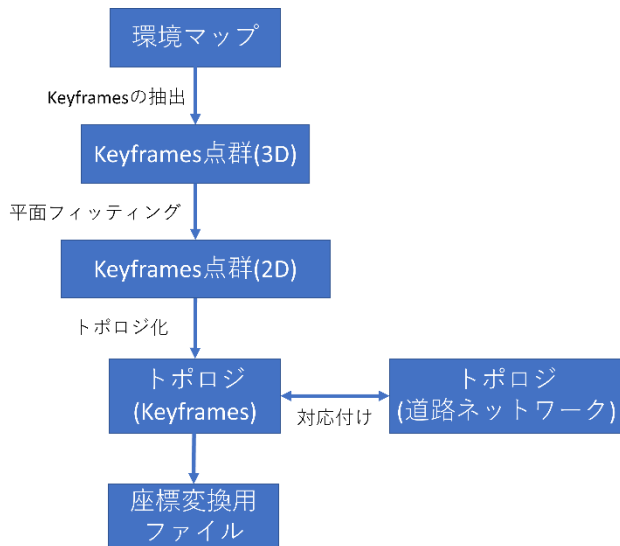 環境マップ
Keyframesの抽出
Keyframes点群(3D)
平面フィッティング
Keyframes点群(2D)
トポロジ化
トポロジ
(Keyframes)
対応付け
トポロジ
(道路ネットワーク)
座標変換用
ファイル